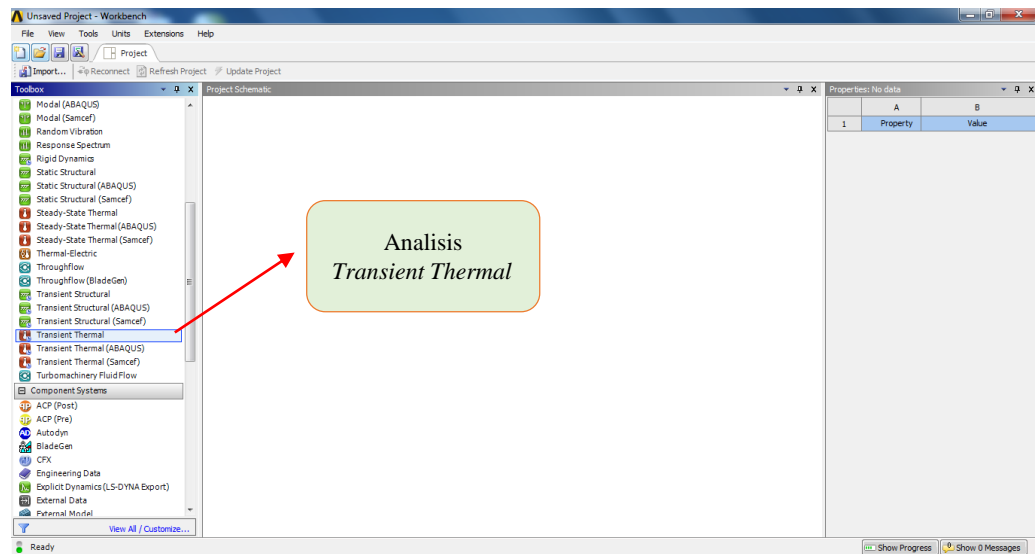 Unsaved Project - Workbench
File View Tools Units Extensions Help
Project
Import... Reconnect Refresh Project Update Project
Toolbox
Project Schematic
Properties: No data
A B
1 Property Value
Modal (ABAQUS)
Modal (Samcef)
Random Vibration
Response Spectrum
Rigid Dynamics
Static Structural
Static Structural (ABAQUS)
Static Structural (Samcef)
Steady-State Thermal
Steady-State Thermal (ABAQUS)
Steady-State Thermal (Samcef)
Thermal-Electric
Throughflow
Throughflow (BladeGen)
Transient Structural
Transient Structural (ABAQUS)
Transient Structural (Samcef)
Transient Thermal
Transient Thermal (ABAQUS)
Transient Thermal (Samcef)
Turbomachinery Fluid Flow
Component Systems
ACP (Post)
ACP (Pre)
Autodyn
BladeGen
CFX
Engineering Data
Explicit Dynamics (LS-DYNA Export)
External Data
External Model
View All / Customize...
Analisis
Transient Thermal
Ready
Show Progress Show 0 Messages